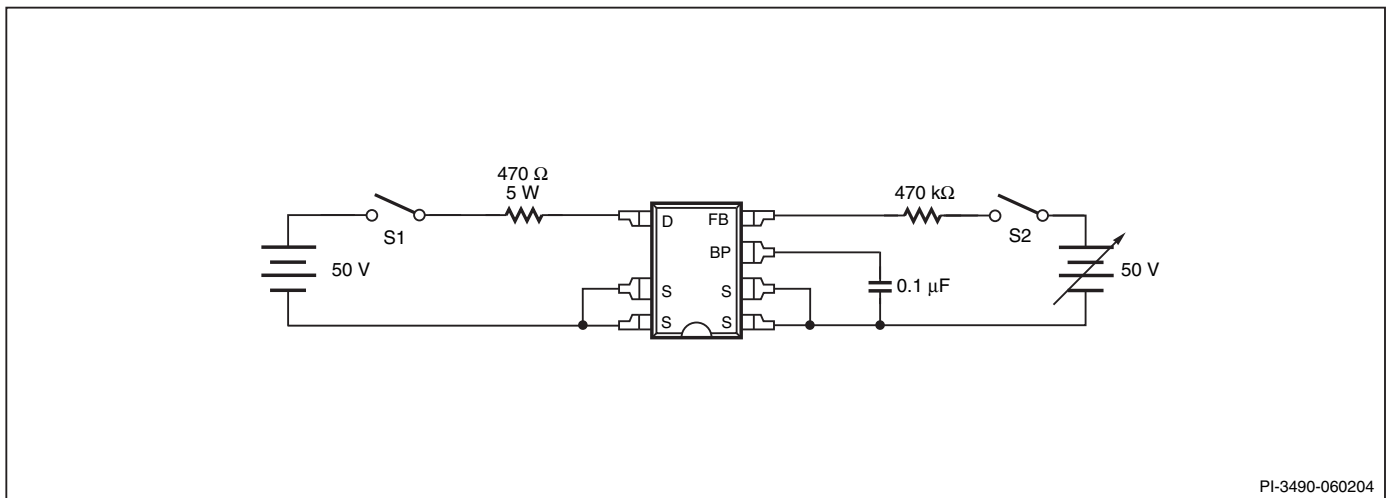 470 Ω
5 W
470 kΩ
S1
D
FB
S2
BP
50 V
50 V
0.1 μF
S
S
S
S
PI-3490-060204